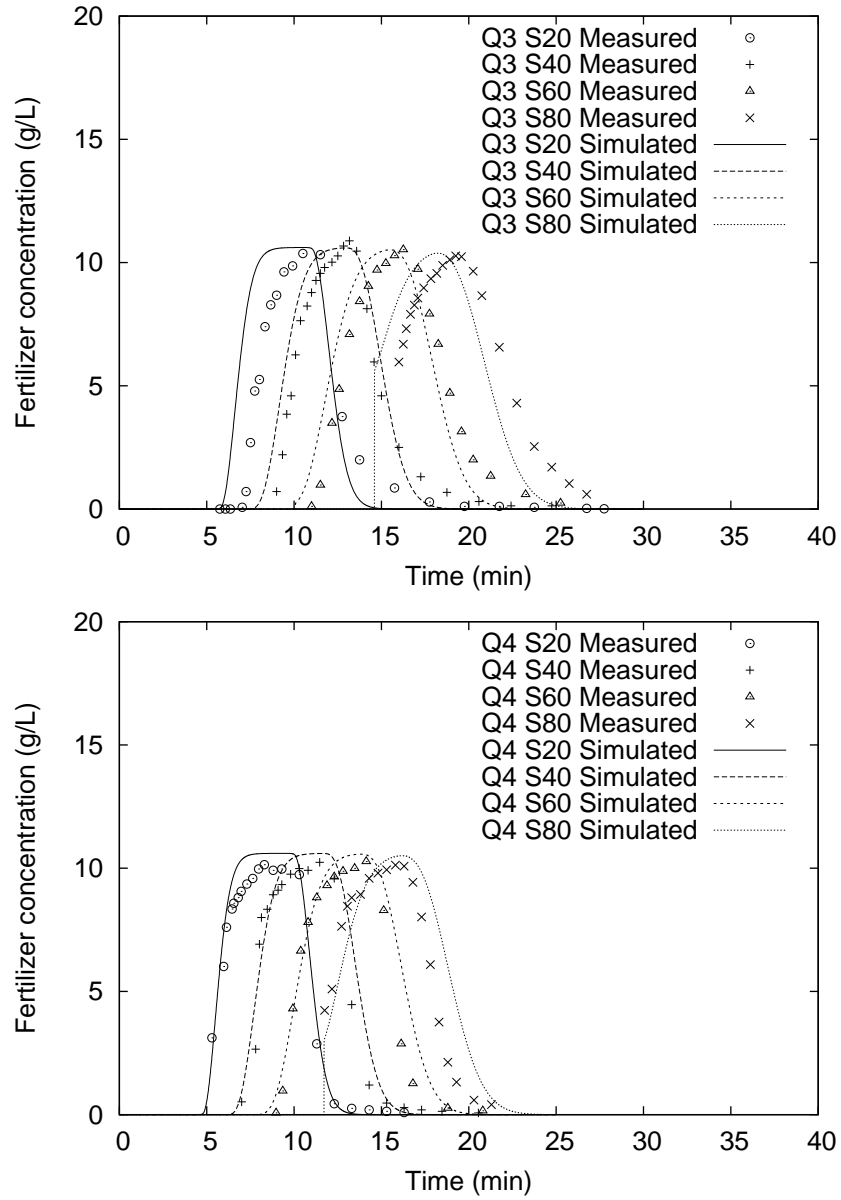 20
15
10
5
0
0 5 10 15 20 25 30 35 40
Fertilizer concentration (g/L)
Time (min)
Q3 S20 Measured
Q3 S40 Measured
Q3 S60 Measured
Q3 S80 Measured
Q3 S20 Simulated
Q3 S40 Simulated
Q3 S60 Simulated
Q3 S80 Simulated
20
15
10
5
0
0 5 10 15 20 25 30 35 40
Fertilizer concentration (g/L)
Time (min)
Q4 S20 Measured
Q4 S40 Measured
Q4 S60 Measured
Q4 S80 Measured
Q4 S20 Simulated
Q4 S40 Simulated
Q4 S60 Simulated
Q4 S80 Simulated